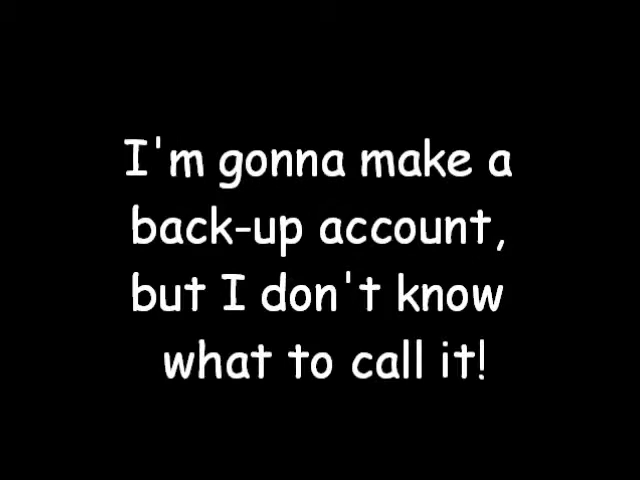 I'm gonna make a
back-up account,
but I don't know
what to call it!